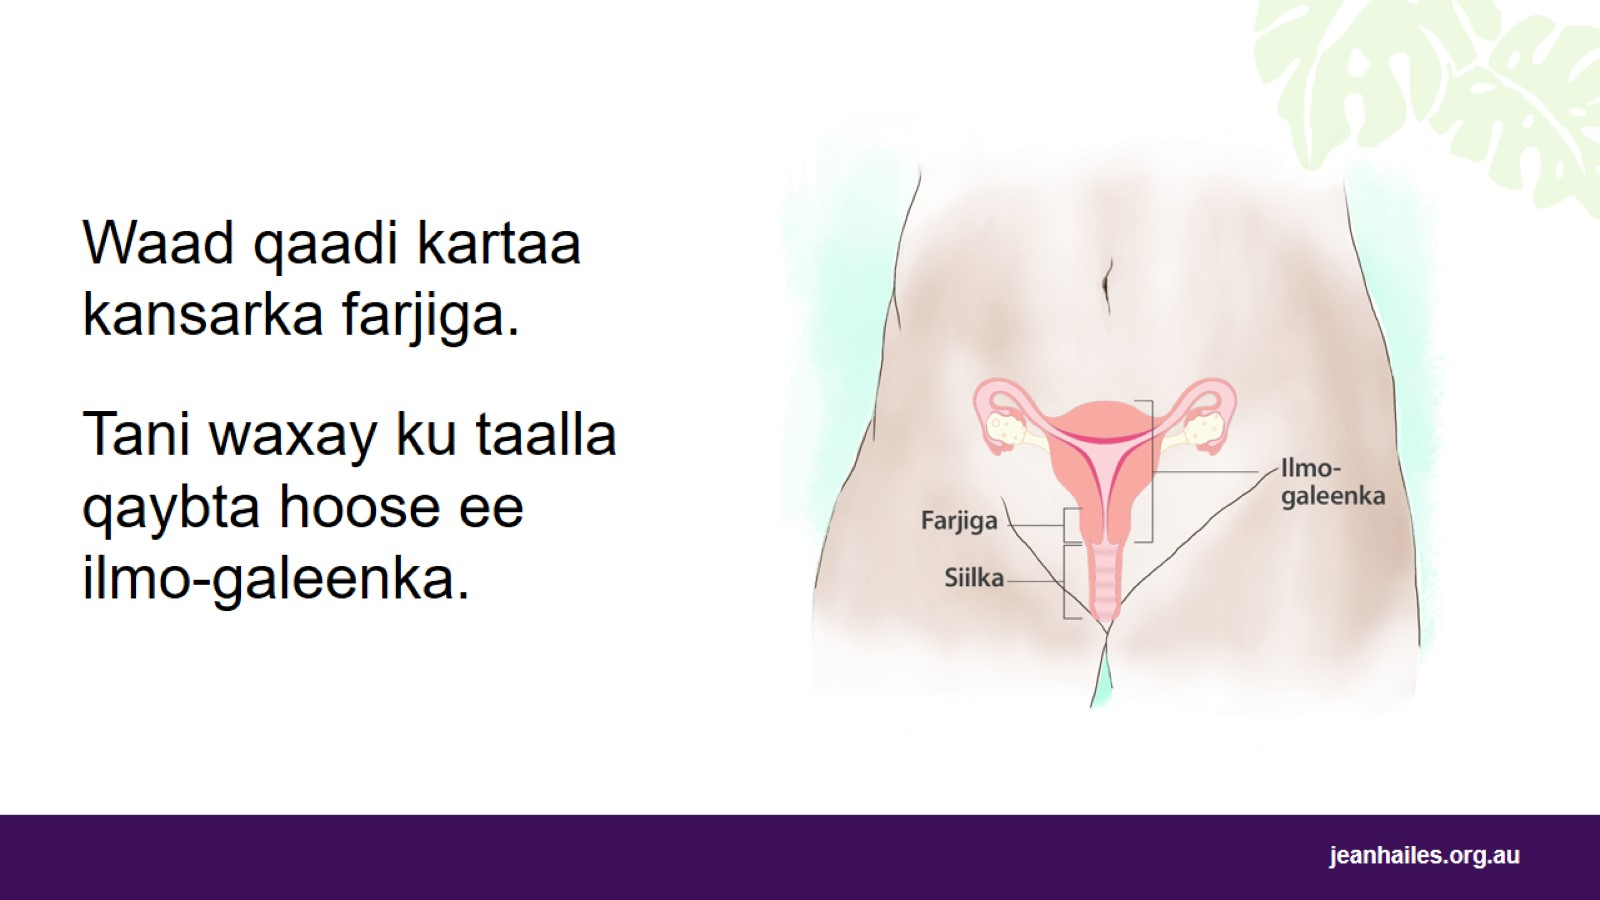 Waad qaadi kartaa
kansarka farjiga.
Tani waxay ku taalla
qaybta hoose ee
ilmo-galeenka.
Ilmo-
galeenka
Farjiga
Siilka
jeanhailes.org.au